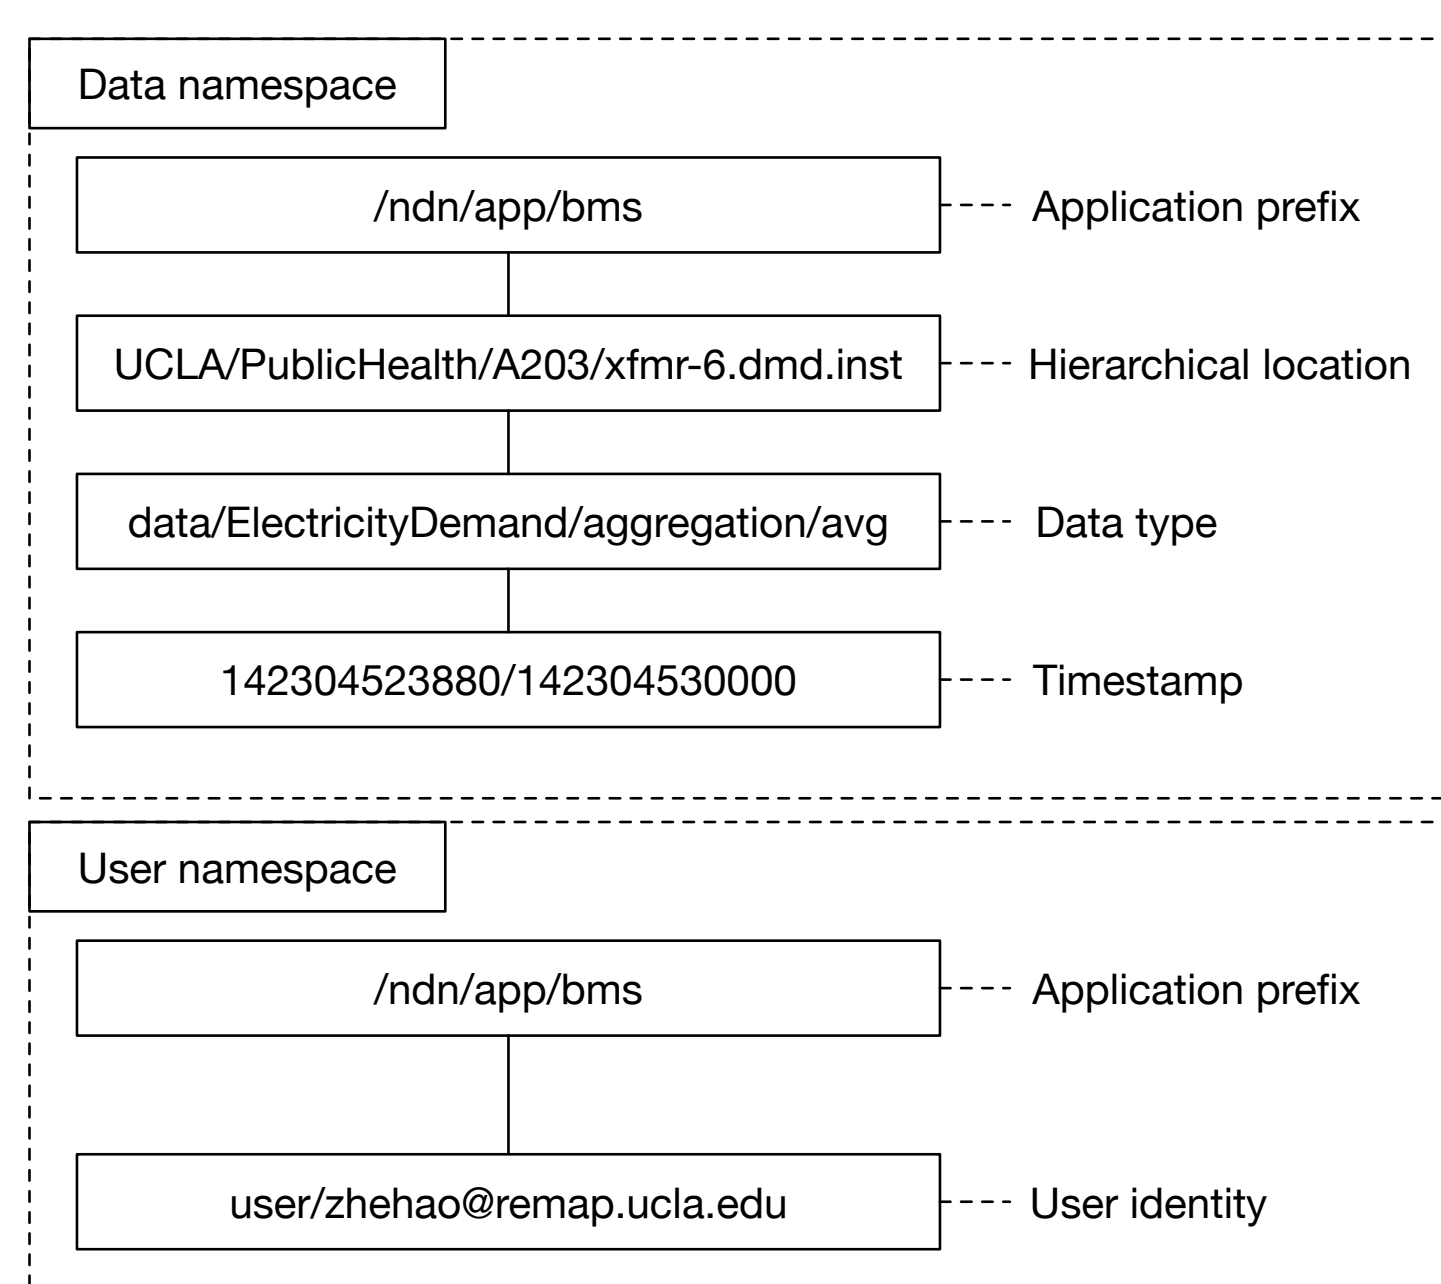 Data namespace
/ndn/app/bms
Application prefix
UCLA/PublicHealth/A203/xfmr-6.dmd.inst
Hierarchical location
data/ElectricityDemand/aggregation/avg
Data type
142304523880/142304530000
Timestamp
User namespace
/ndn/app/bms
Application prefix
user/zhehao@remap.ucla.edu
User identity